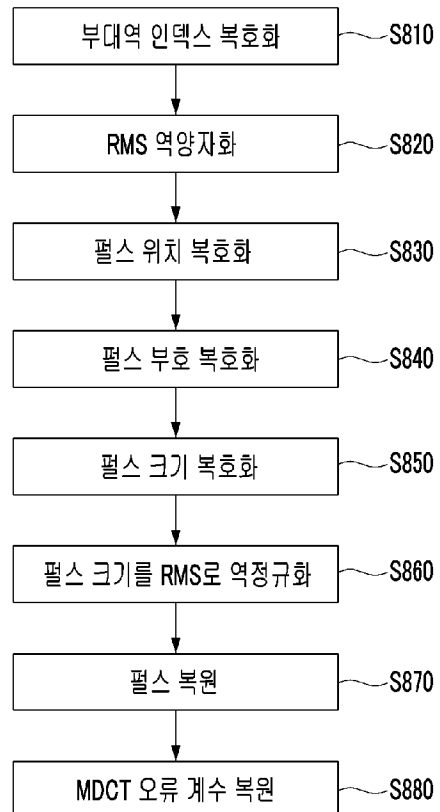 부대역 인덱스 복호화 S810
RMS 역양자화 S820
펄스 위치 복호화 S830
펄스 부호 복호화 S840
펄스 크기 복호화 S850
펄스 크기를 RMS로 역정규화 S860
펄스 복원 S870
MDCT 오류 계수 복원 S880